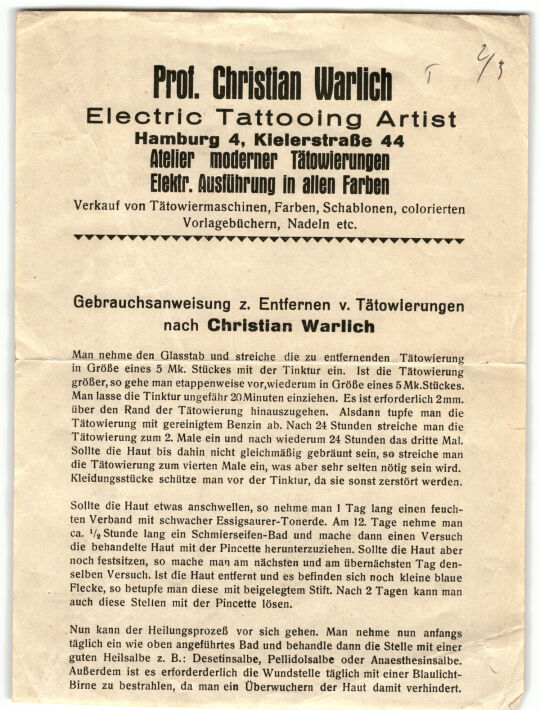 T 2/3
Prof. Christian Warlich
Electric Tattooing Artist
Hamburg 4, Kielerstraße 44
Atelier moderner Tätowierungen
Elektr. Ausführung in allen Farben
Verkauf von Tätowiermaschinen, Farben, Schablonen, colorierten
Vorlagebüchern, Nadeln etc.
Gebrauchsanweisung z. Entfernen v. Tätowierungen
nach Christian Warlich
Man nehme den Glasstab und streiche die zu entfernenden Tätowierung
in Größe eines 5 Mk. Stückes mit der Tinktur ein. Ist die Tätowierung
größer, so gehe man etappenweise vor, wiederum in Größe eines 5 Mk. Stückes.
Man lasse die Tinktur ungefähr 20 Minuten einziehen. Es ist erforderlich 2 mm.
über den Rand der Tätowierung hinauszugehen. Alsdann tupfe man die
Tätowierung mit gereinigtem Benzin ab. Nach 24 Stunden streiche man die
Tätowierung zum 2. Male ein und nach wiederum 24 Stunden das dritte Mal.
Sollte die Haut bis dahin nicht gleichmäßig gebräunt sein, so streiche man
die Tätowierung zum vierten Male ein, was aber sehr selten nötig sein wird.
Kleidungsstücke schütze man vor der Tinktur, da sie sonst zerstört werden.
Sollte die Haut etwas anschwellen, so nehme man 1 Tag lang einen feuch-
ten Verband mit schwacher Essigsaurer-Tonerde. Am 12. Tage nehme man
ca. 1/2 Stunde lang ein Schmierseifen-Bad und mache dann einen Versuch
die behandelte Haut mit der Pincette herunterzuziehen. Sollte die Haut aber
noch festsitzen, so mache man am nächsten und am übernächsten Tag den-
selben Versuch. Ist die Haut entfernt und es befinden sich noch kleine blaue
Flecke, so betupfe man diese mit beigelegtem Stift. Nach 2 Tagen kann man
auch diese Stellen mit der Pincette lösen.
Nun kann der Heilungsprozeß vor sich gehen. Man nehme nun anfangs
täglich ein wie oben angeführtes Bad und behandle dann die Stelle mit einer
guten Heilsalbe z. B.: Desetinsalbe, Pellidolsalbe oder Anaesthesinsalbe.
Außerdem ist es erforderderlich die Wundstelle täglich mit einer Blaulicht-
Birne zu bestrahlen, da man ein Überwuchern der Haut damit verhindert.